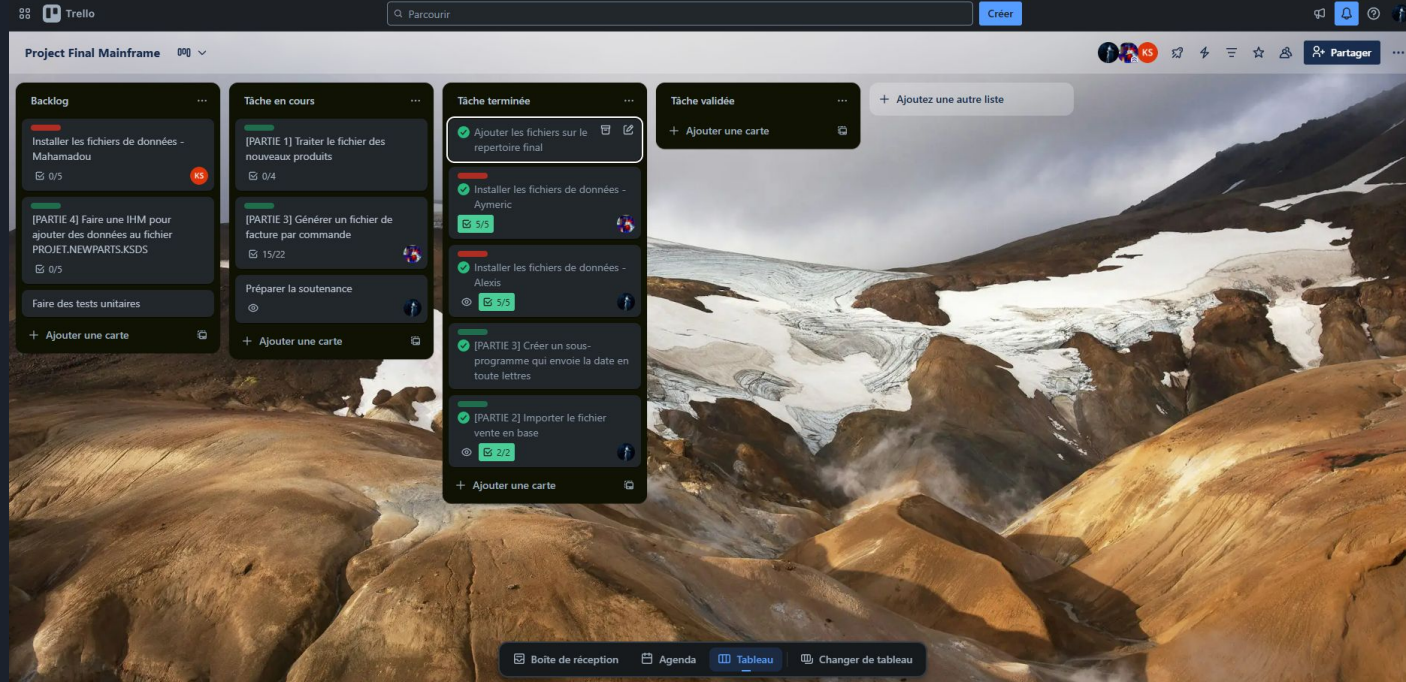 Trello
Parcourir
Créer
Project Final Mainframe
KS
Partager
Backlog
Installer les fichiers de données -
Mahamadou
0/5
KS
[PARTIE 4] Faire une IHM pour
ajouter des données au fichier
PROJET.NEWPARTS.KSDS
0/5
Faire des tests unitaires
+ Ajouter une carte
Tâche en cours
[PARTIE 1] Traiter le fichier des
nouveaux produits
0/4
[PARTIE 3] Générer un fichier de
facture par commande
15/22
Préparer la soutenance
+ Ajouter une carte
Tâche terminée
Ajouter les fichiers sur le
repertoire final
Installer les fichiers de données -
Aymeric
5/5
Installer les fichiers de données -
Alexis
5/5
[PARTIE 3] Créer un sous-
programme qui envoie la date en
toute lettres
[PARTIE 2] Importer le fichier
vente en base
2/2
+ Ajouter une carte
Tâche validée
+ Ajouter une carte
+ Ajoutez une autre liste
Boîte de réception
Agenda
Tableau
Changer de tableau